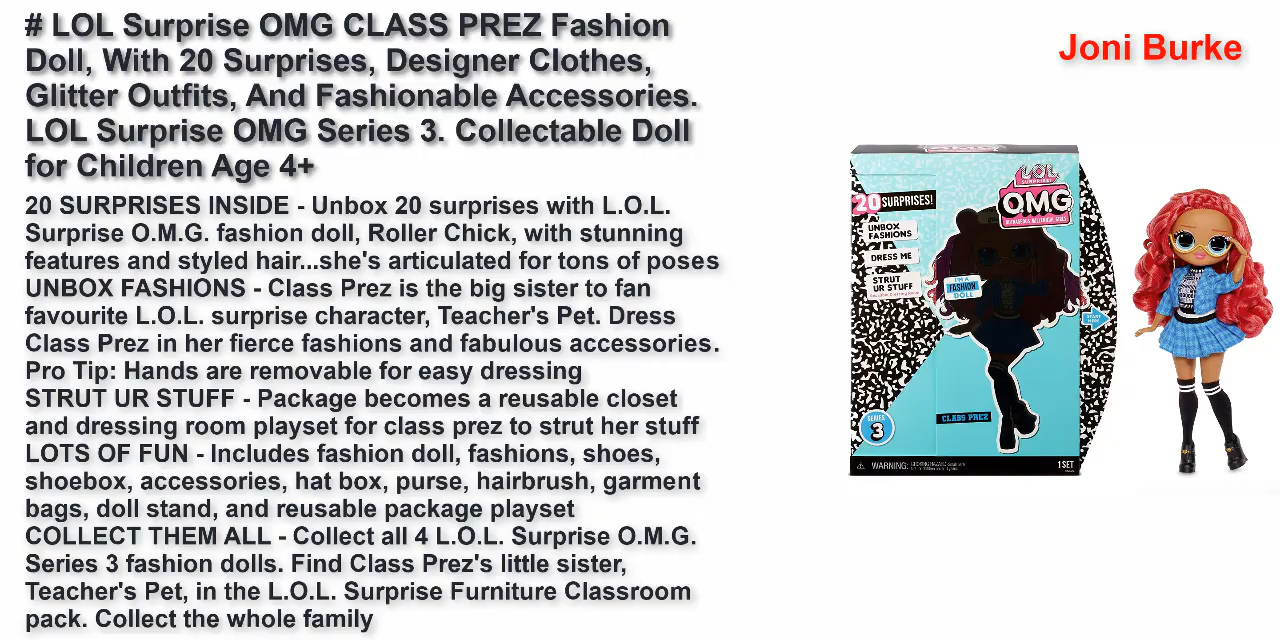 # LOL Surprise OMG CLASS PREZ Fashion
Doll, With 20 Surprises, Designer Clothes,
Glitter Outfits, And Fashionable Accessories.
LOL Surprise OMG Series 3. Collectable Doll
for Children Age 4+
20 SURPRISES INSIDE - Unbox 20 surprises with L.O.L.
Surprise O.M.G. fashion doll, Roller Chick, with stunning
features and styled hair...she's articulated for tons of poses
UNBOX FASHIONS - Class Prez is the big sister to fan
favourite L.O.L. surprise character, Teacher's Pet. Dress
Class Prez in her fierce fashions and fabulous accessories.
Pro Tip: Hands are removable for easy dressing
STRUT UR STUFF - Package becomes a reusable closet
and dressing room playset for class prez to strut her stuff
LOTS OF FUN - Includes fashion doll, fashions, shoes,
shoebox, accessories, hat box, purse, hairbrush, garment
bags, doll stand, and reusable package playset
COLLECT THEM ALL - Collect all 4 L.O.L. Surprise O.M.G.
Series 3 fashion dolls. Find Class Prez's little sister,
Teacher's Pet, in the L.O.L. Surprise Furniture Classroom
pack. Collect the whole family
Joni Burke
LOL
SURPRISE!
O.M.G.
20 SURPRISES!
UNBOX
FASHIONS
DRESS ME
STRUT
UR STUFF
I'M A
FASHION
DOLL
START
HERE
CLASS PREZ
SERIES
3
WARNING:
1 SET